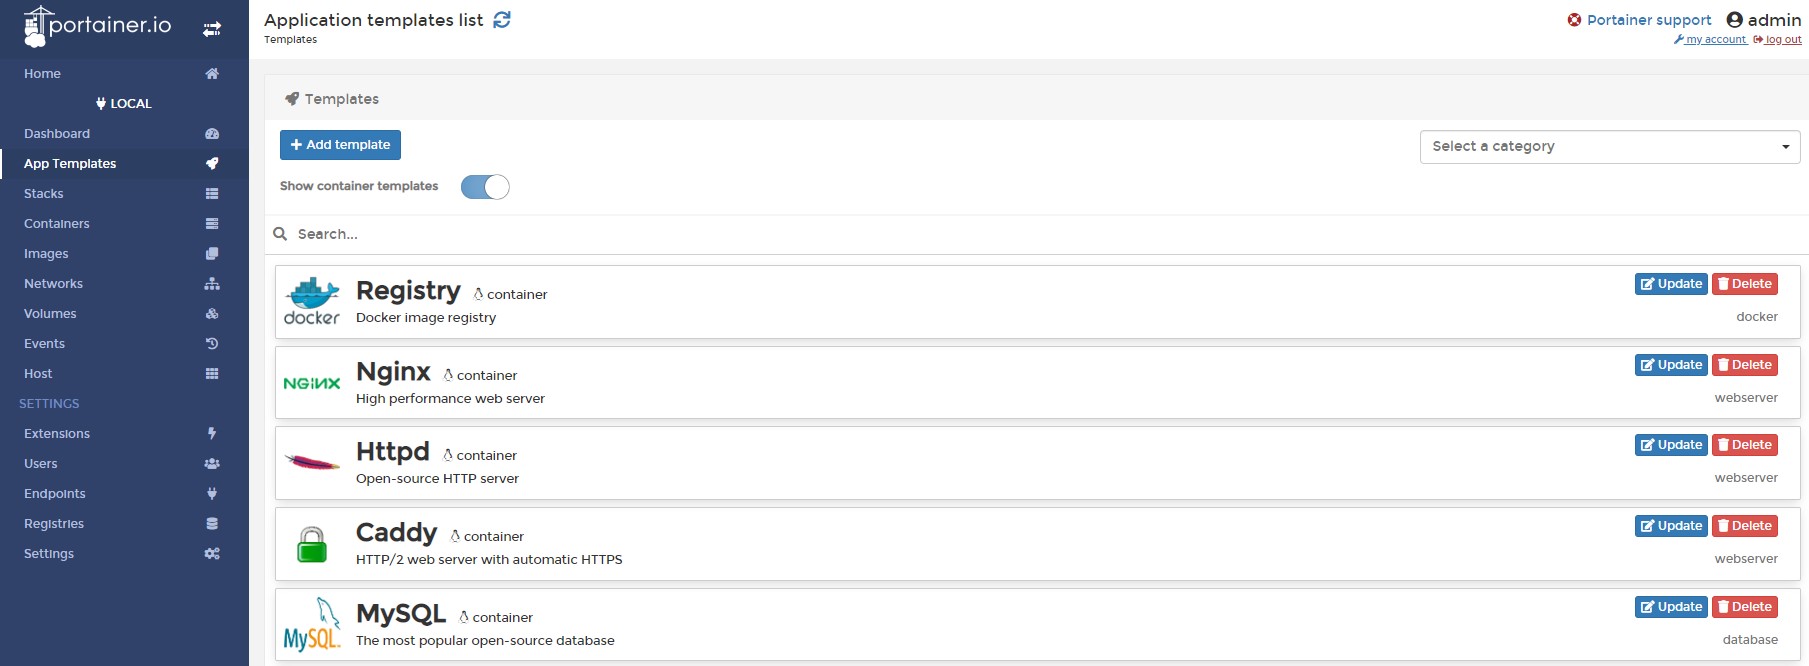 portainer.io
Home
LOCAL
Dashboard
App Templates
Stacks
Containers
Images
Networks
Volumes
Events
Host
SETTINGS
Extensions
Users
Endpoints
Registries
Settings
Application templates list
Templates
Portainer support admin
my account log out
Templates
Add template
Select a category
Show container templates
Search...
docker
Registry container
Docker image registry
Update Delete
docker
NGINX
Nginx container
High performance web server
Update Delete
webserver
Httpd container
Open-source HTTP server
Update Delete
webserver
Caddy container
HTTP/2 web server with automatic HTTPS
Update Delete
webserver
MySQL
MySQL container
The most popular open-source database
Update Delete
database